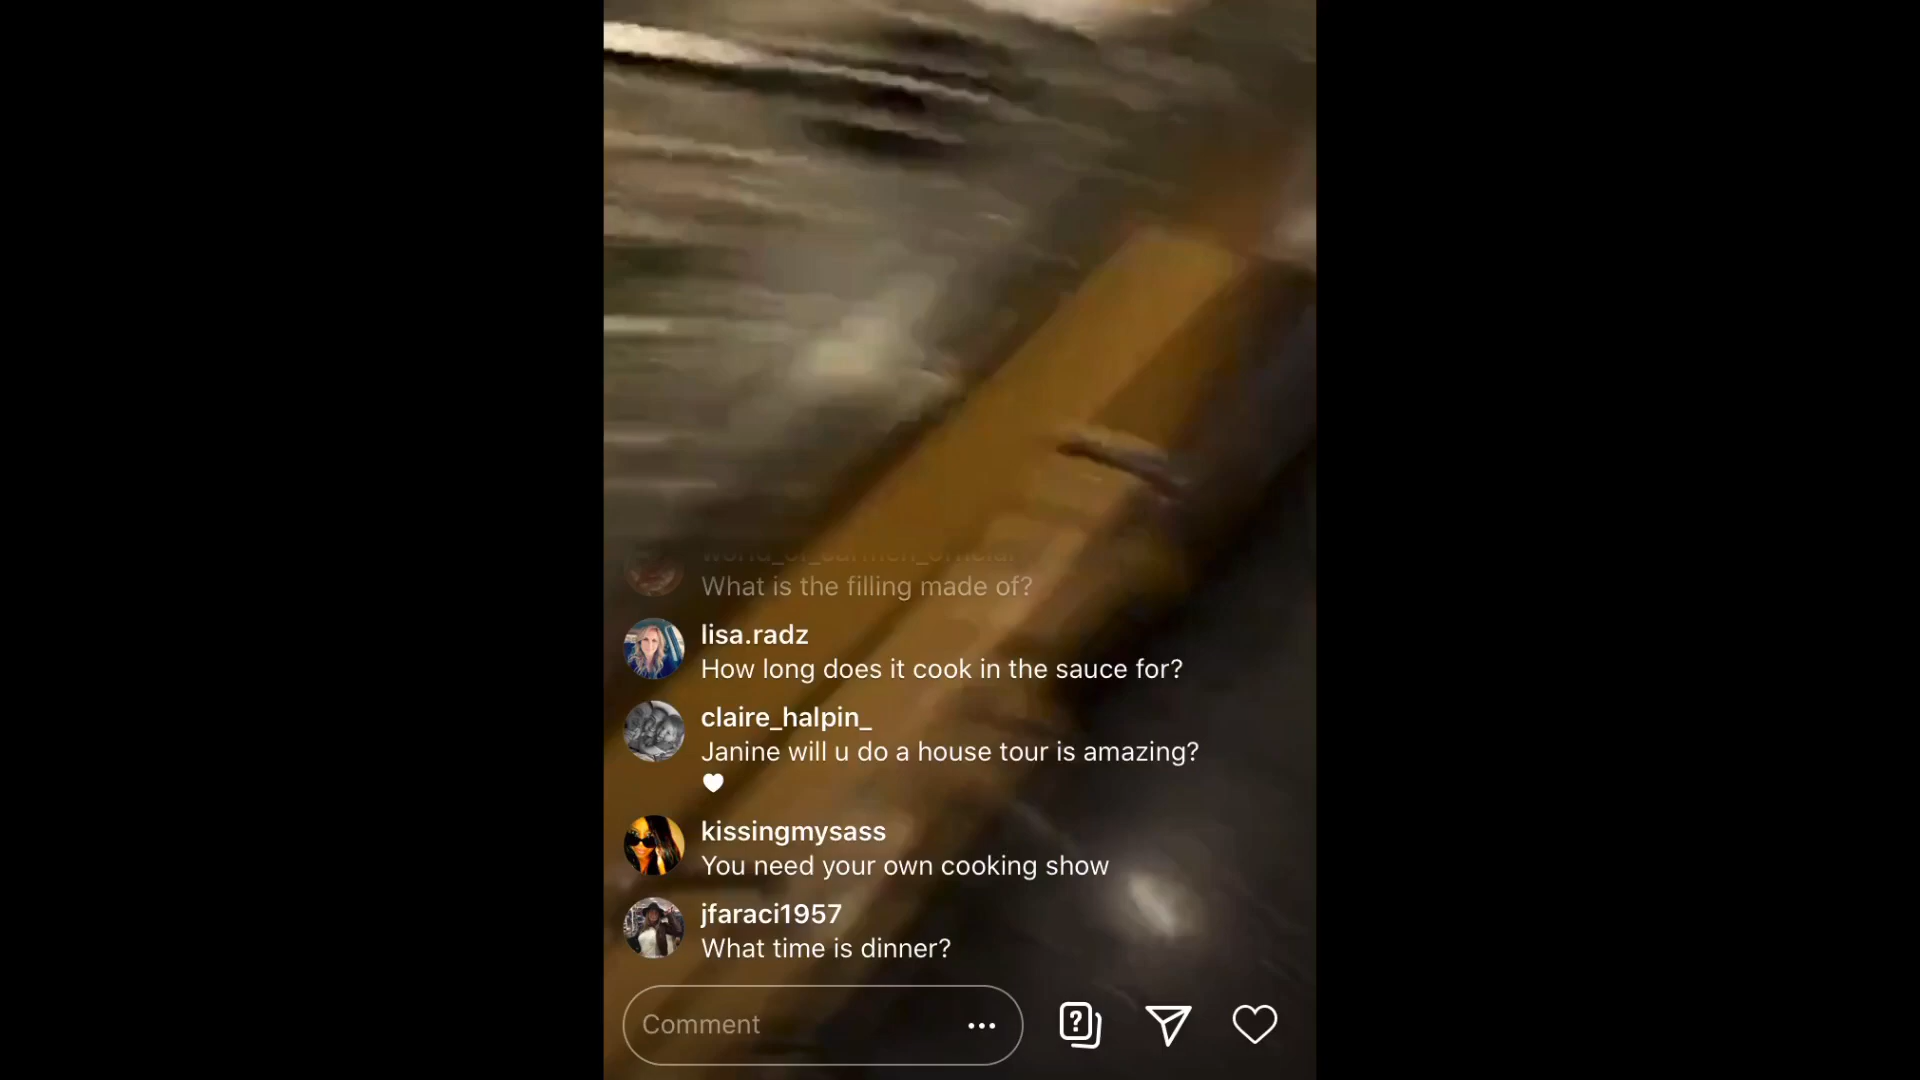 What is the filling made of?
lisa.radz
How long does it cook in the sauce for?
claire_halpin_
Janine will u do a house tour is amazing?
🤍
kissingmysass
You need your own cooking show
jfaraci1957
What time is dinner?
Comment